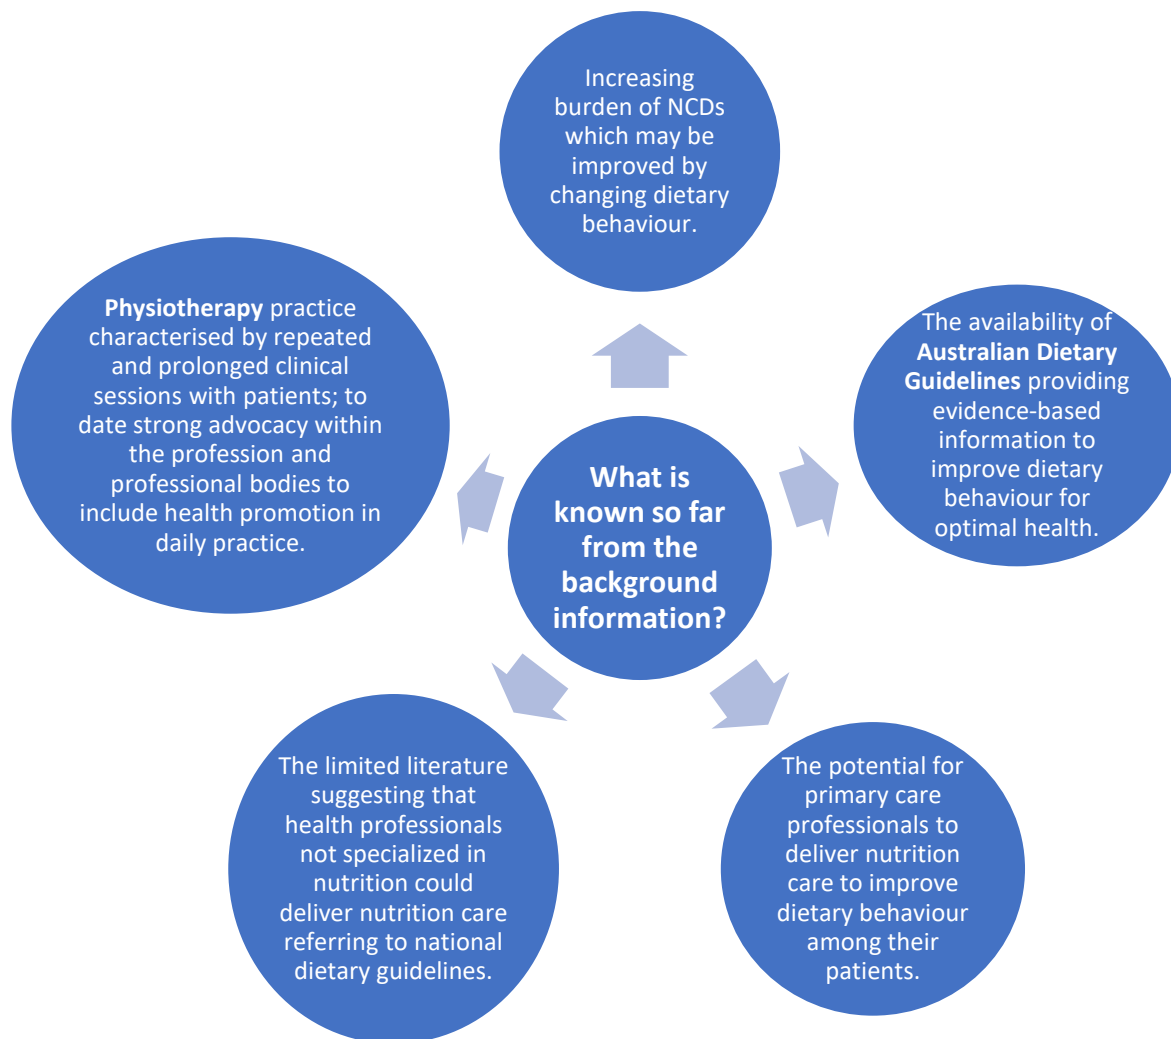 Increasing
burden of NCDs
which may be
improved by
changing dietary
behaviour.
Physiotherapy practice
characterised by repeated
and prolonged clinical
sessions with patients; to
date strong advocacy within
the profession and
professional bodies to
include health promotion in
daily practice.
The availability of
Australian Dietary
Guidelines providing
evidence-based
information to
improve dietary
behaviour for
optimal health.
What is
known so far
from the
background
information?
The limited literature
suggesting that
health professionals
not specialized in
nutrition could
deliver nutrition care
referring to national
dietary guidelines.
The potential for
primary care
professionals to
deliver nutrition
care to improve
dietary behaviour
among their
patients.